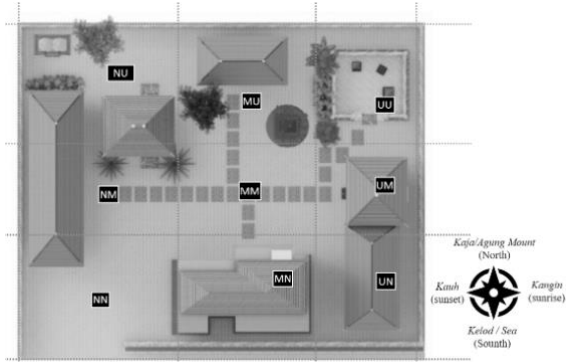 NU
MU
UU
NM
MM
UM
MN
UN
NN
Kaja/Agung Mount
(North)
Kauh
(sunset)
Kangin
(sunrise)
Kelod / Sea
(Sounth)